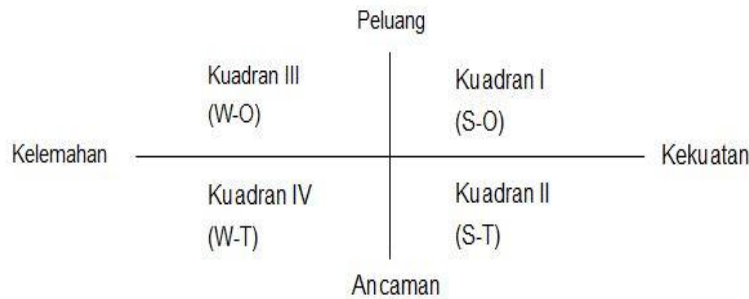 Peluang
Kuadran III
(W-O)
Kuadran I
(S-O)
Kelemahan
Kekuatan
Kuadran IV
(W-T)
Kuadran II
(S-T)
Ancaman